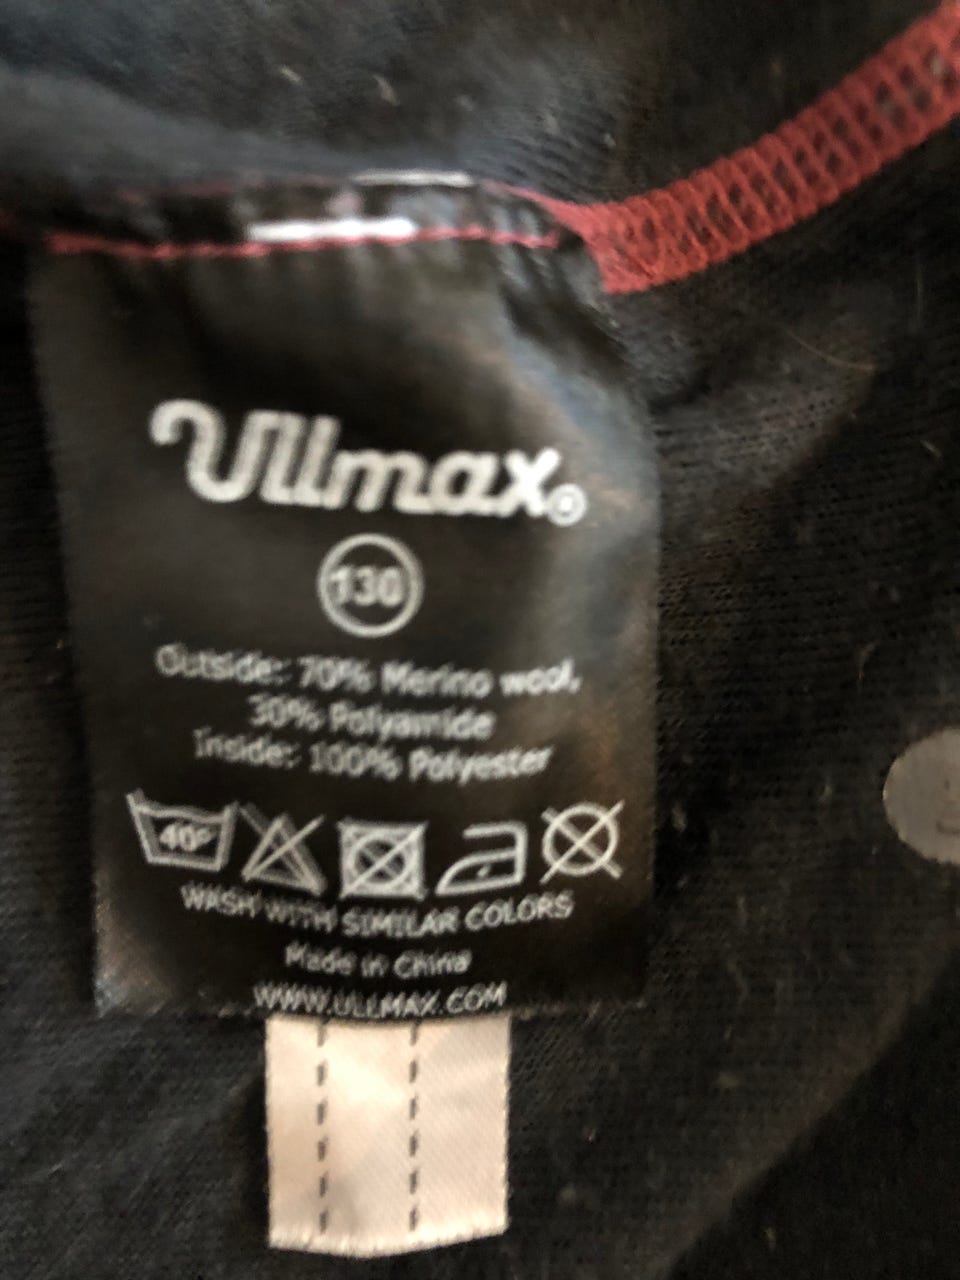 Ullmax®
130
Outside: 70% Merino wool,
30% Polyamide
Inside: 100% Polyester
40°
WASH WITH SIMILAR COLORS
Made in China
WWW.ULLMAX.COM